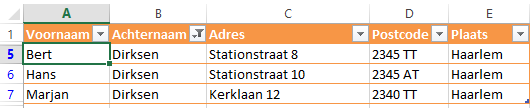 A B C D E
1 Voornaam Achternaam Adres Postcode Plaats
5 Bert Dirksen Stationstraat 8 2345 TT Haarlem
6 Hans Dirksen Stationstraat 10 2345 AT Haarlem
7 Marjan Dirksen Kerklaan 12 2340 TT Haarlem